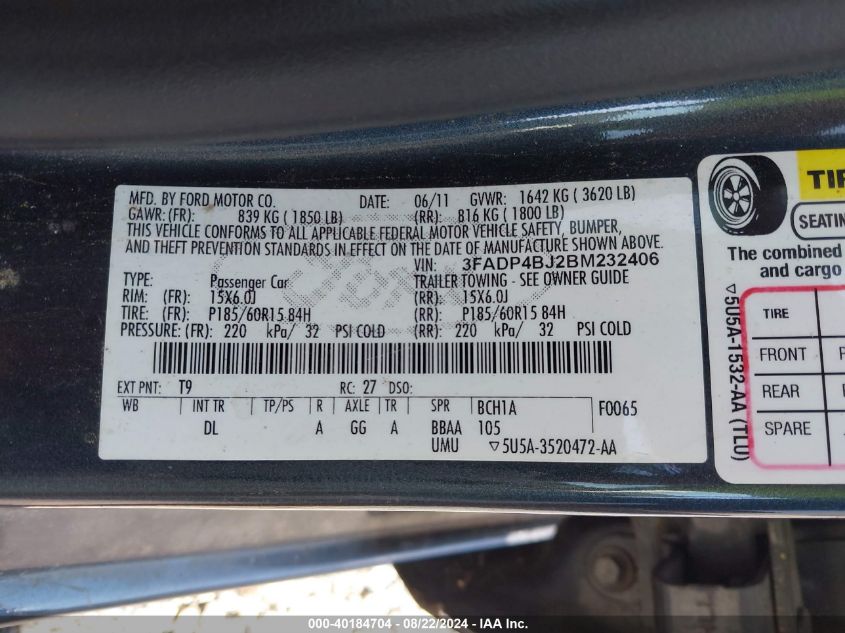 MFD. BY FORD MOTOR CO. DATE: 06/11 GVWR: 1642 KG ( 3620 LB)
GAWR: (FR): 839 KG ( 1850 LB) (RR): 816 KG ( 1800 LB)
THIS VEHICLE CONFORMS TO ALL APPLICABLE FEDERAL MOTOR VEHICLE SAFETY, BUMPER,
AND THEFT PREVENTION STANDARDS IN EFFECT ON THE DATE OF MANUFACTURE SHOWN ABOVE.
VIN: 3FADP4BJ2BM232406
TYPE: Passenger Car TRAILER TOWING - SEE OWNER GUIDE
RIM: (FR): 15X6.0J (RR): 15X6.0J
TIRE: (FR): P185/60R15 84H (RR): P185/60R15 84H
PRESSURE: (FR): 220 kPa/ 32 PSI COLD (RR): 220 kPa/ 32 PSI COLD
EXT PNT: T9 RC: 27 DSO:
WB INT TR TP/PS R AXLE TR SPR BCH1A F0065
DL A GG A BBAA 105
UMU ▽5U5A-3520472-AA
TIR
SEATING
The combined
and cargo
TIRE
FRONT
REAR
SPARE
▽5U5A-1532-AA (TLU)
000-40184704 - 08/22/2024 - IAA Inc.